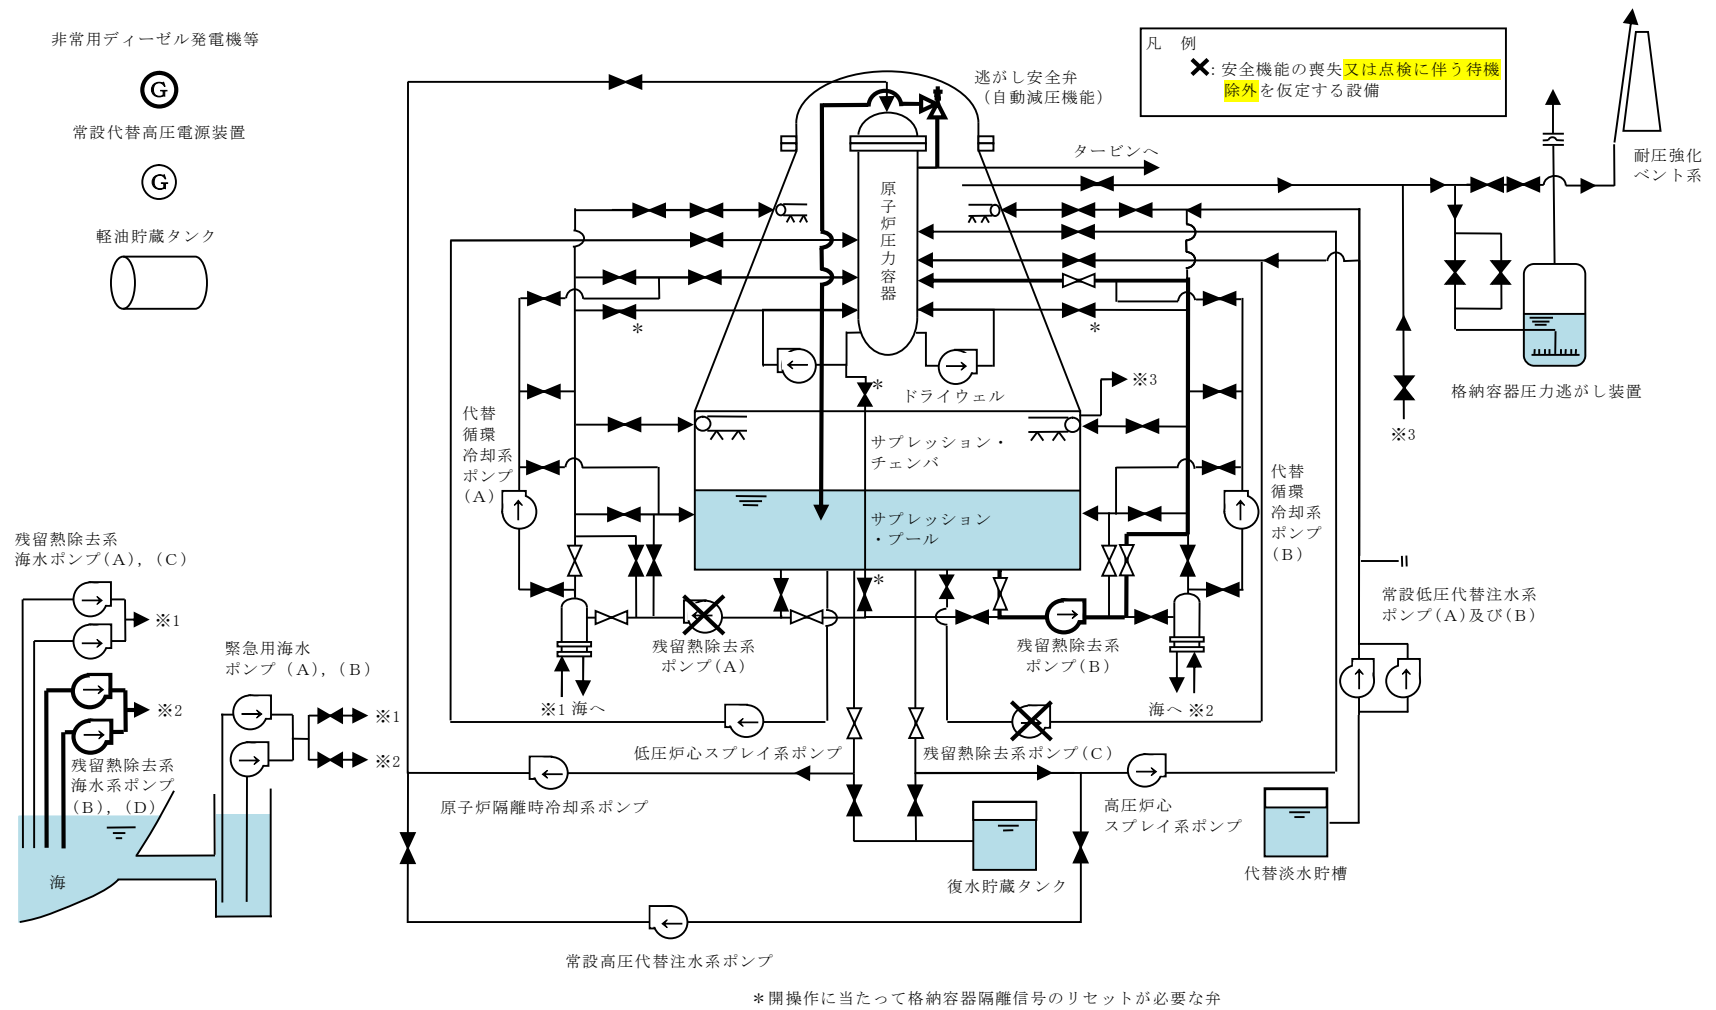 非常用ディーゼル発電機等
G
常設代替高圧電源装置
G
軽油貯蔵タンク
凡　例
：安全機能の喪失又は点検に伴う待機
除外を仮定する設備
逃がし安全弁
（自動減圧機能）
タービンへ
耐圧強化
ベント系
原子炉圧力容器
＊
＊
＊
ドライウェル
※3
格納容器圧力逃がし装置
※3
代替
循環
冷却系
ポンプ
（A）
サプレッション・
チェンバ
サプレッション
・プール
代替
循環
冷却系
ポンプ
（B）
＊
残留熱除去系
海水ポンプ（A），（C）
※1
緊急用海水
ポンプ（A），（B）
残留熱除去系
ポンプ（A）
残留熱除去系
ポンプ（B）
常設低圧代替注水系
ポンプ（A）及び（B）
※2
※1 海へ
海へ ※2
※1
※2
残留熱除去系
海水系ポンプ
（B），（D）
低圧炉心スプレイ系ポンプ
残留熱除去系ポンプ（C）
原子炉隔離時冷却系ポンプ
高圧炉心
スプレイ系ポンプ
海
復水貯蔵タンク
代替淡水貯槽
常設高圧代替注水系ポンプ
＊開操作に当たって格納容器隔離信号のリセットが必要な弁